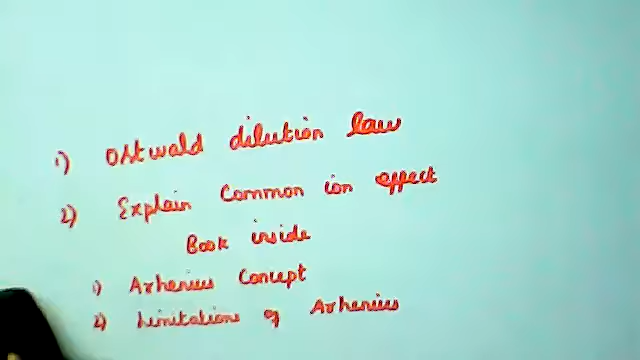 1) Ostwald dilution law
2) Explain Common ion effect
Book inside
1) Arhenius Concept
2) Limitations of Arhenius